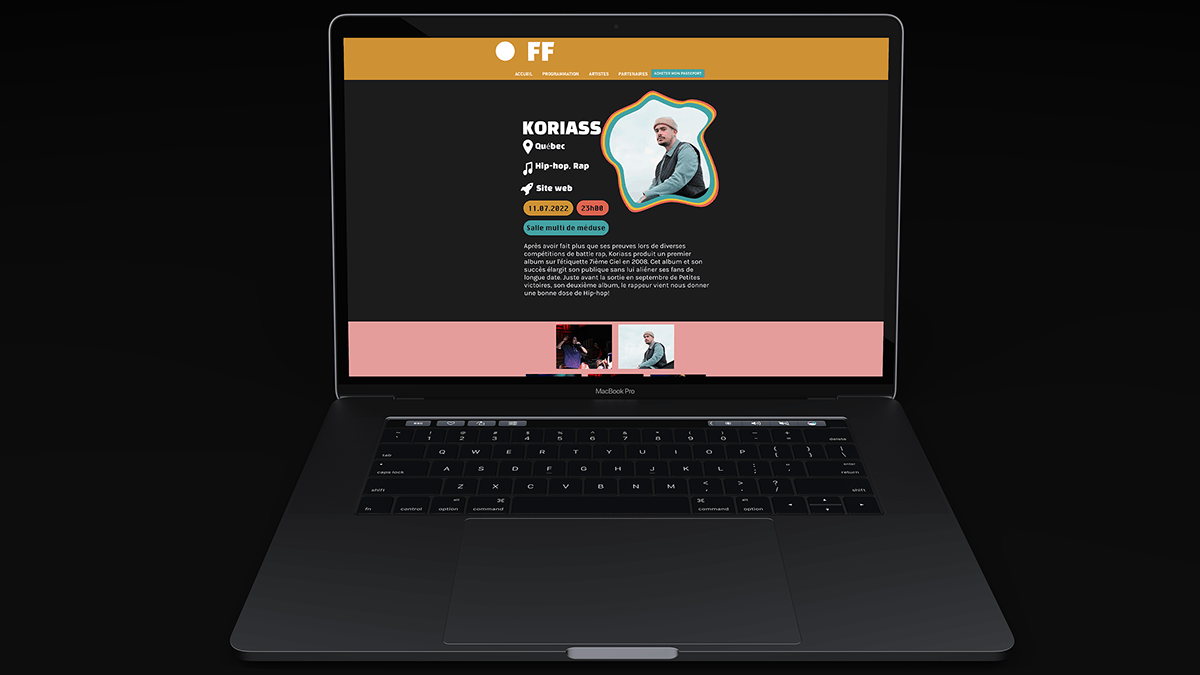 FF
ACCUEIL PROGRAMMATION ARTISTES PARTENAIRES ACHETER MON PASSEPORT
KORIASS
Québec
Hip-hop, Rap
Site web
11.07.2022 23h00
Salle multi de méduse
Après avoir fait plus que ses preuves lors de diverses
compétitions de battle rap, Koriass produit un premier
album sur l'étiquette 7ième Ciel en 2008. Cet album et son
succès élargit son publique sans lui aliéner ses fans de
longue date. Juste avant la sortie en septembre de Petites
victoires, son deuxième album, le rappeur vient nous donner
une bonne dose de Hip-hop!
MacBook Pro
esc
~ ! @ # $ % ^ & * ( ) _ +
` 1 2 3 4 5 6 7 8 9 0 - = delete
tab Q W E R T Y U I O P { [ } ] | \
caps lock A S D F G H J K L : ; " ' enter return
shift Z X C V B N M < , > . ? / shift
fn control alt option ⌘ command ⌘ command alt option